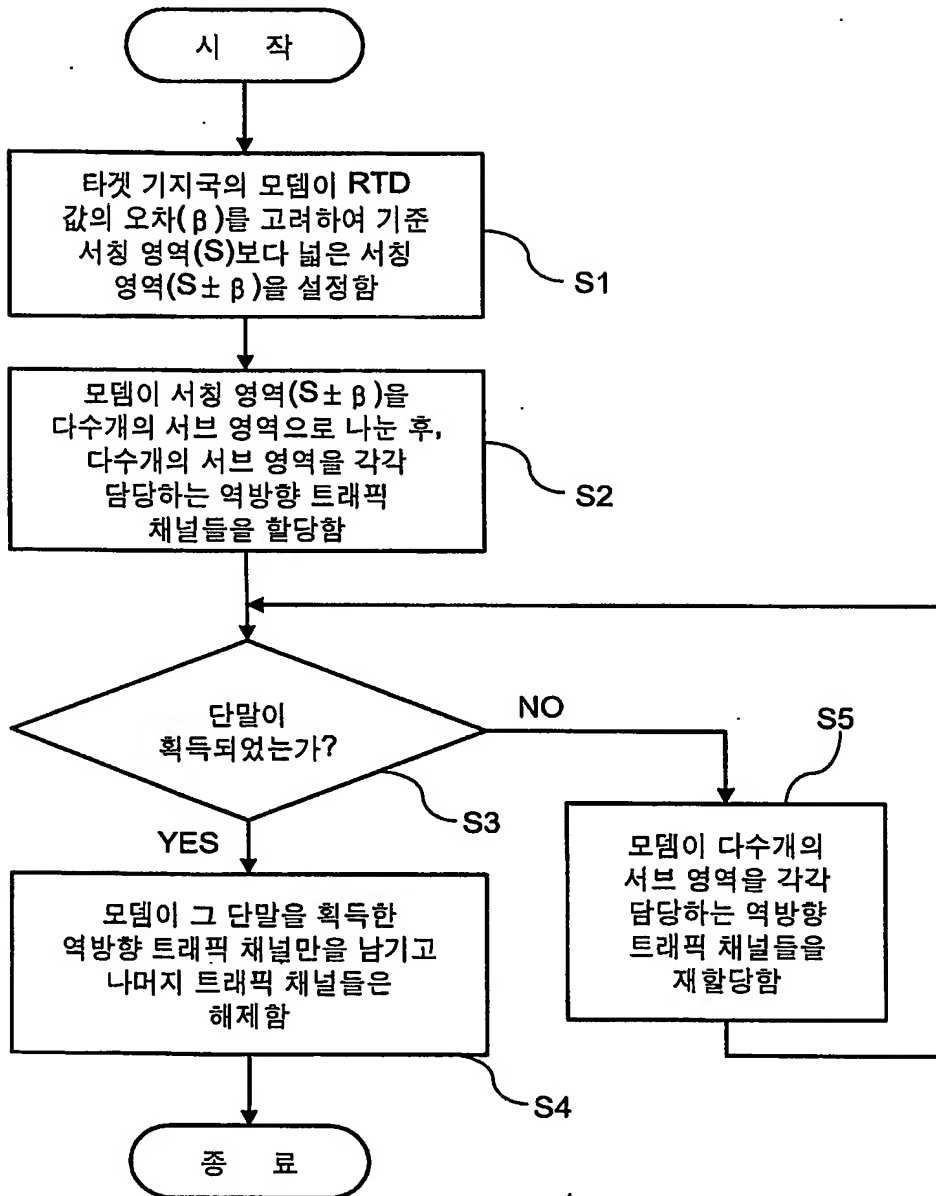 시 작
타겟 기지국의 모뎀이 RTD
값의 오차(β)를 고려하여 기준
서칭 영역(S)보다 넓은 서칭
영역(S± β)을 설정함
S1
모뎀이 서칭 영역(S± β)을
다수개의 서브 영역으로 나눈 후,
다수개의 서브 영역을 각각
담당하는 역방향 트래픽
채널들을 할당함
S2
단말이
획득되었는가?
NO
S3
YES
S5
모뎀이 다수개의
서브 영역을 각각
담당하는 역방향
트래픽 채널들을
재할당함
모뎀이 그 단말을 획득한
역방향 트래픽 채널만을 남기고
나머지 트래픽 채널들은
해제함
S4
종 료